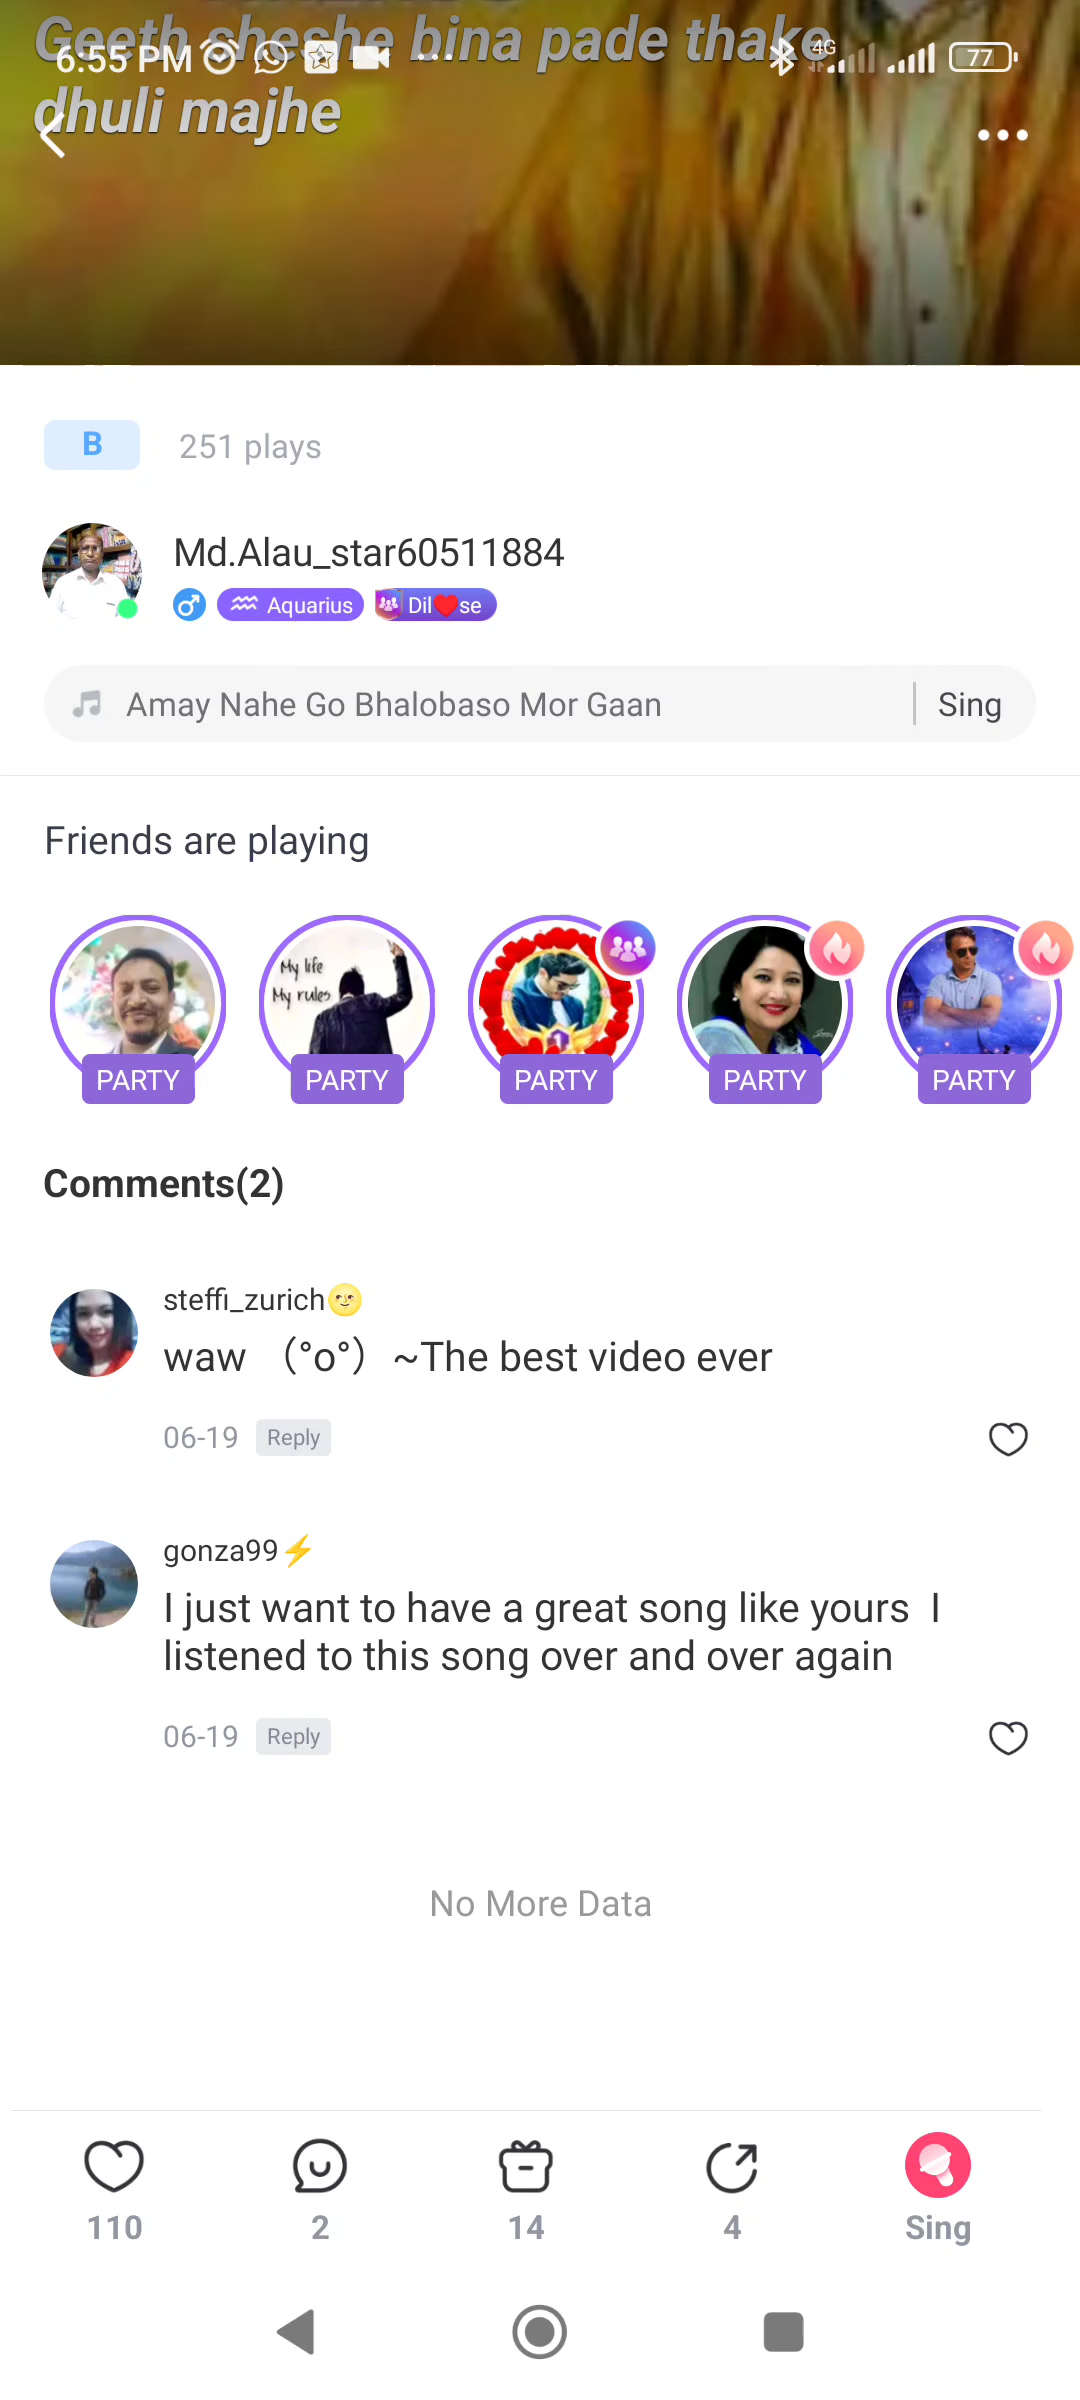 Geeth sheshe bina pade thake
6:55 PM
4G
77
dhuli majhe
B
251 plays
Md.Alau_star60511884
Aquarius
Dil❤️se
Amay Nahe Go Bhalobaso Mor Gaan
Sing
Friends are playing
My life
My rules
1
PARTY
PARTY
PARTY
PARTY
PARTY
Comments(2)
steffi_zurich🌝
waw （°o°）~The best video ever
06-19
Reply
gonza99⚡
I just want to have a great song like yours  I
listened to this song over and over again
06-19
Reply
No More Data
110
2
14
4
Sing